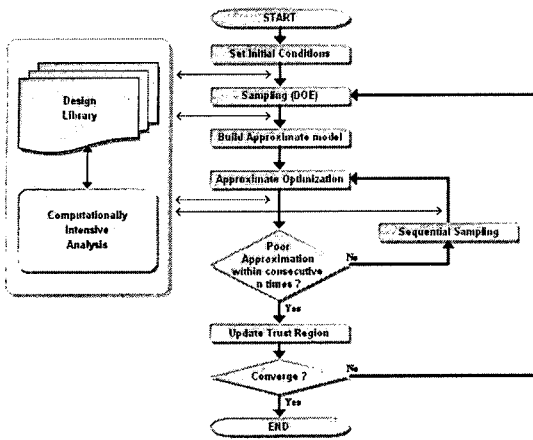 START
Set Initial Conditions
Sampling (DOE)
Build Approximate model
Approximate Optimization
Sequential Sampling
Poor
Approximation
within consecutive
n times ?
No
Yes
Update Trust Region
Converge ?
No
Yes
END
Design
Library
Computationally
Intensive
Analysis